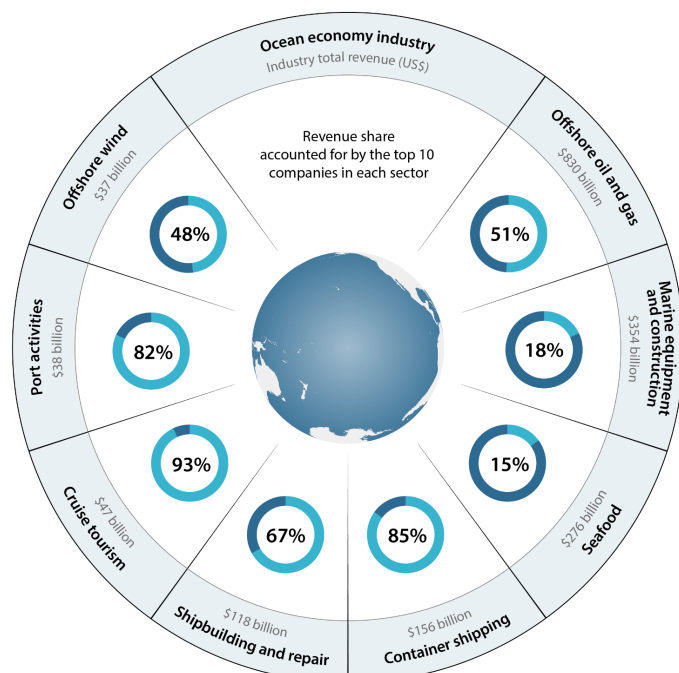 Ocean economy industry
Industry total revenue (US$)
Revenue share
accounted for by the top 10
companies in each sector
Offshore oil and gas
$830 billion
51%
Marine equipment
and construction
$354 billion
18%
Seafood
$276 billion
15%
Container shipping
$156 billion
85%
Shipbuilding and repair
$118 billion
67%
Cruise tourism
$47 billion
93%
Port activities
$38 billion
82%
Offshore wind
$37 billion
48%